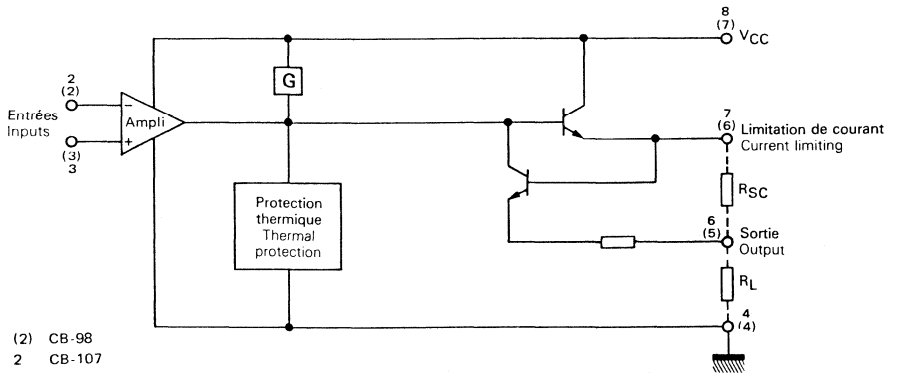 8
(7)
VCC
G
2
(2)
Entrées
Inputs
(3)
3
−
Ampli
+
7
(6)
Limitation de courant
Current limiting
RSC
Protection
thermique
Thermal
protection
6
(5)
Sortie
Output
RL
4
(4)
(2) CB-98
2 CB-107